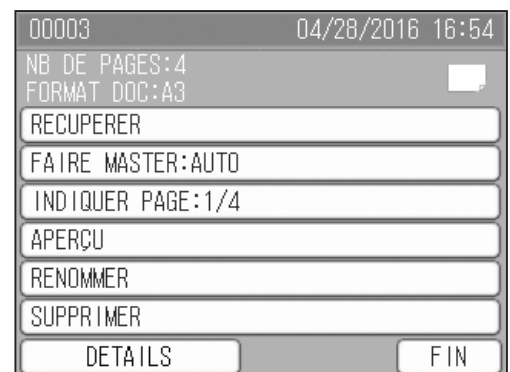 00003 04/28/2016 16:54
NB DE PAGES:4
FORMAT DOC:A3
RECUPERER
FAIRE MASTER:AUTO
INDIQUER PAGE:1/4
APERÇU
RENOMMER
SUPPRIMER
DETAILS FIN